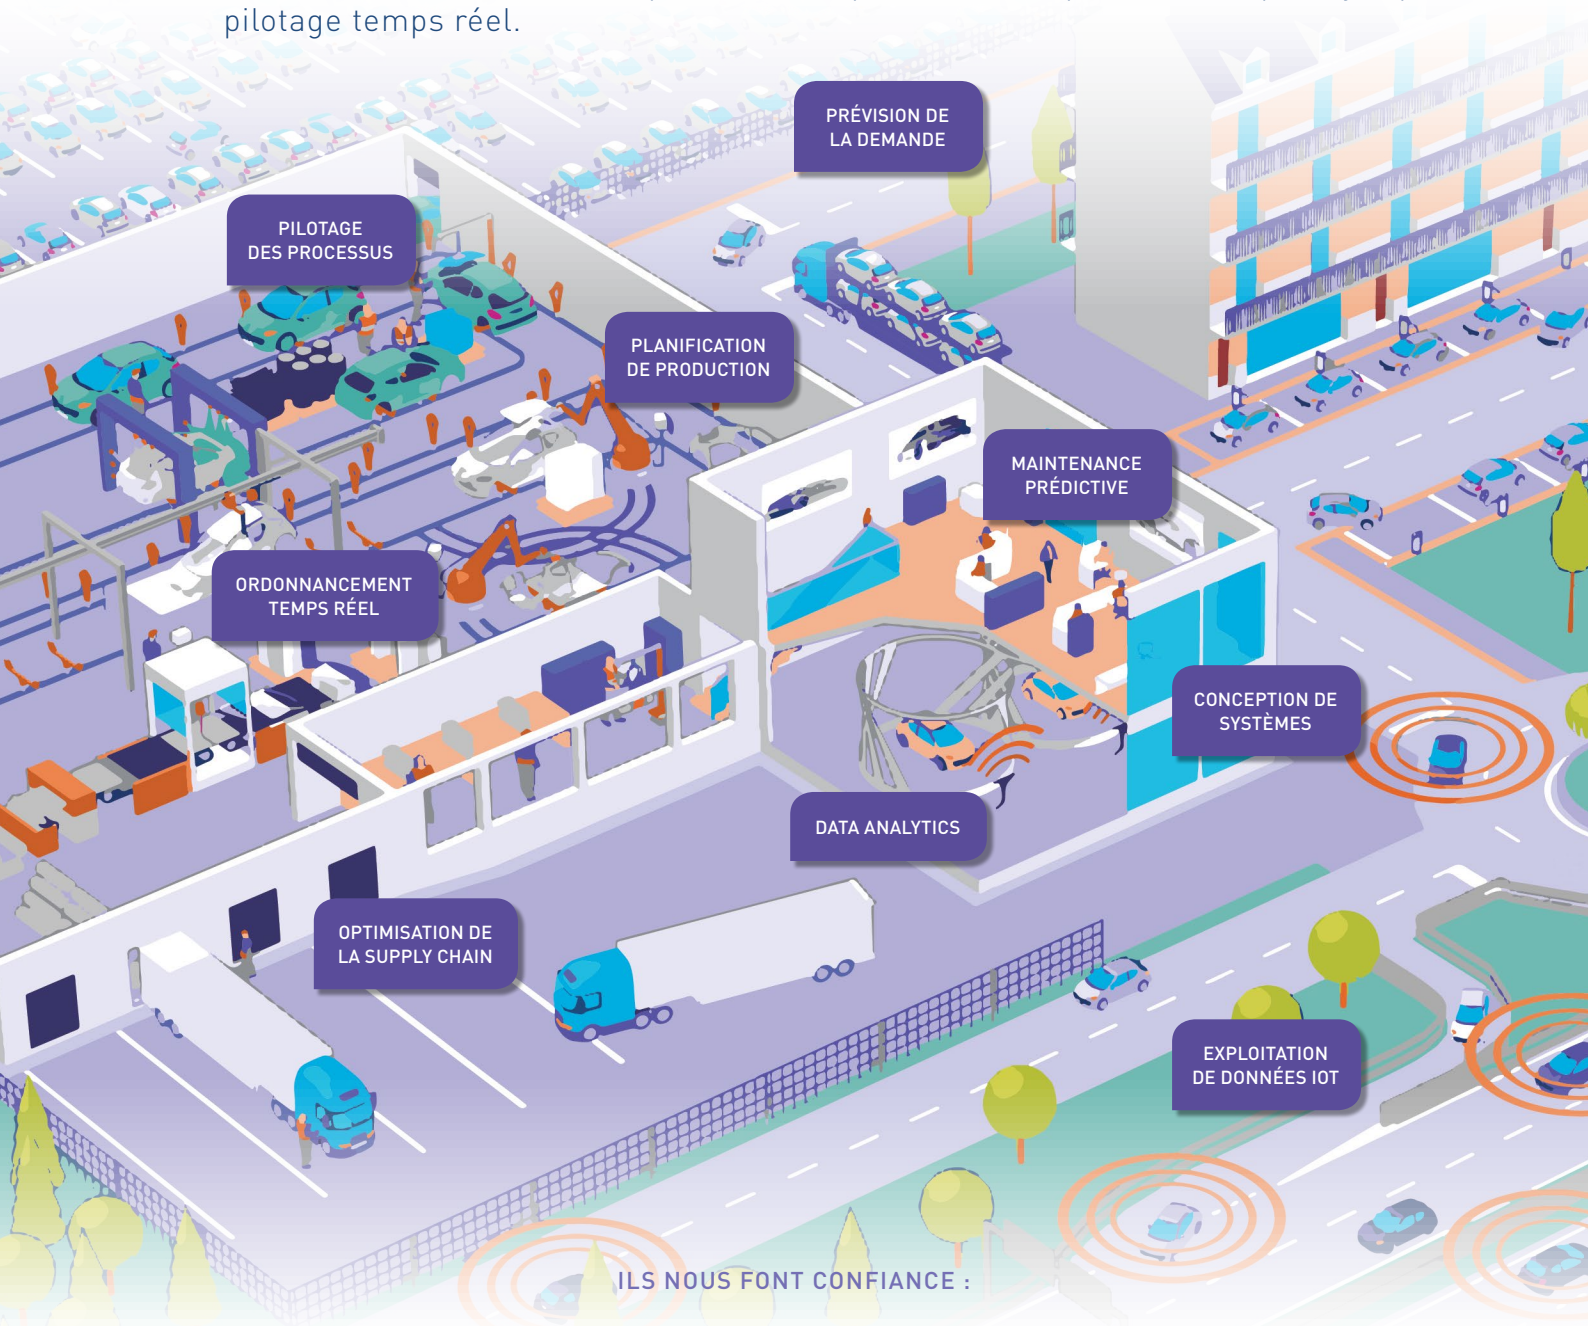 pilotage temps réel.
PRÉVISION DE
LA DEMANDE
PILOTAGE
DES PROCESSUS
PLANIFICATION
DE PRODUCTION
MAINTENANCE
PRÉDICTIVE
ORDONNANCEMENT
TEMPS RÉEL
CONCEPTION DE
SYSTÈMES
DATA ANALYTICS
OPTIMISATION DE
LA SUPPLY CHAIN
EXPLOITATION
DE DONNÉES IOT
ILS NOUS FONT CONFIANCE :